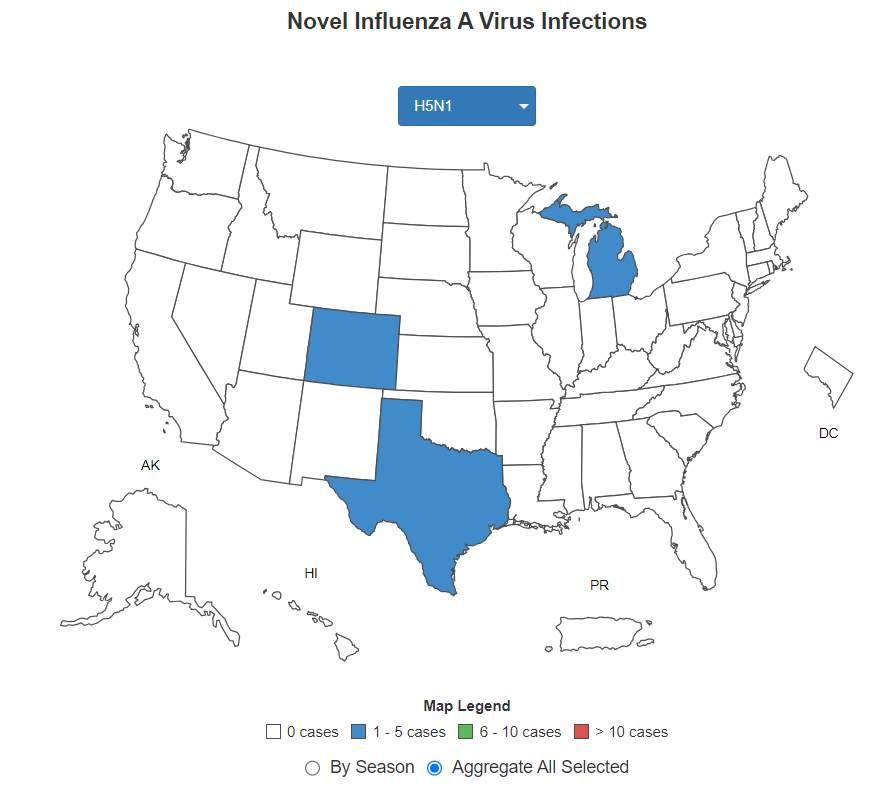 Novel Influenza A Virus Infections
H5N1
DC
AK
HI
PR
Map Legend
0 cases 1 - 5 cases 6 - 10 cases > 10 cases
By Season Aggregate All Selected